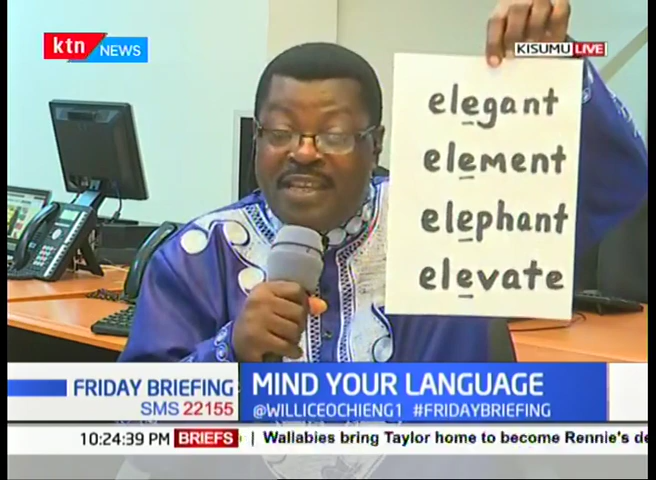 ktn NEWS
KISUMU LIVE
elegant
element
elephant
elevate
FRIDAY BRIEFING
SMS 22155
MIND YOUR LANGUAGE
@WILLICEOCHIENG1 #FRIDAYBRIEFING
10:24:39 PM BRIEFS | Wallabies bring Taylor home to become Rennie's de